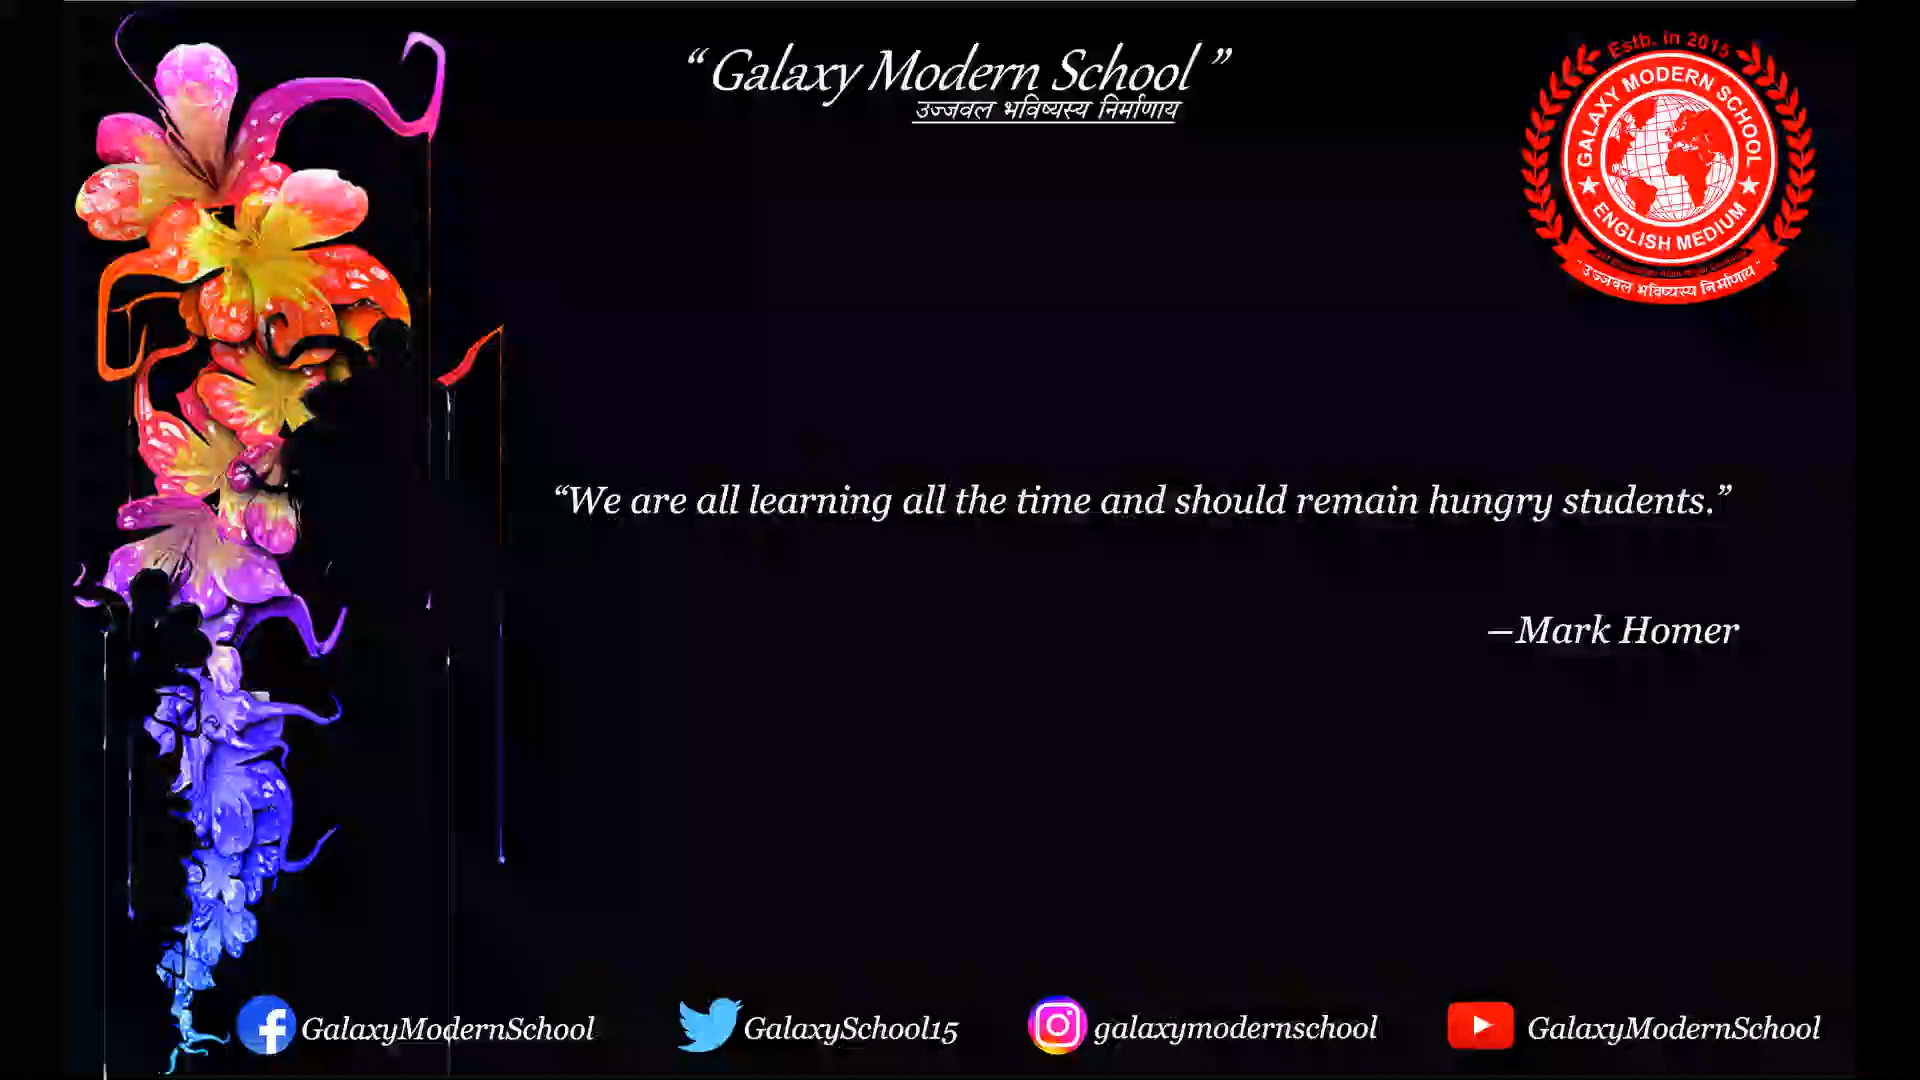 “ Galaxy Modern School ”
उज्जवल भविष्यस्य निर्माणाय
Estb. in 2015
GALAXY MODERN SCHOOL
ENGLISH MEDIUM
"उज्जवल भविष्यस्य निर्माणाय"
“We are all learning all the time and should remain hungry students.”
—Mark Homer
GalaxyModernSchool
GalaxySchool15
galaxymodernschool
GalaxyModernSchool